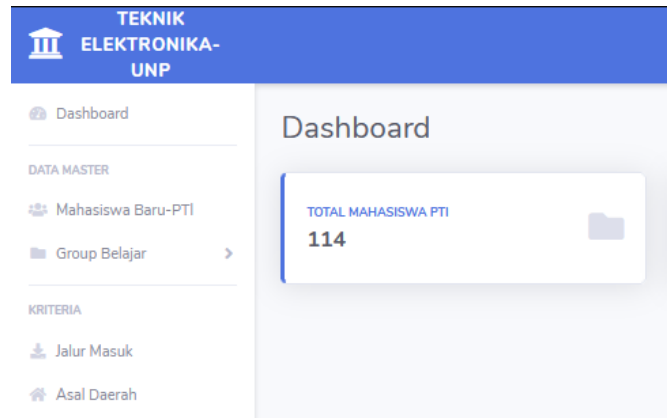 TEKNIK
ELEKTRONIKA-
UNP
Dashboard
DATA MASTER
Mahasiswa Baru-PTI
Group Belajar
KRITERIA
Jalur Masuk
Asal Daerah
Dashboard
TOTAL MAHASISWA PTI
114